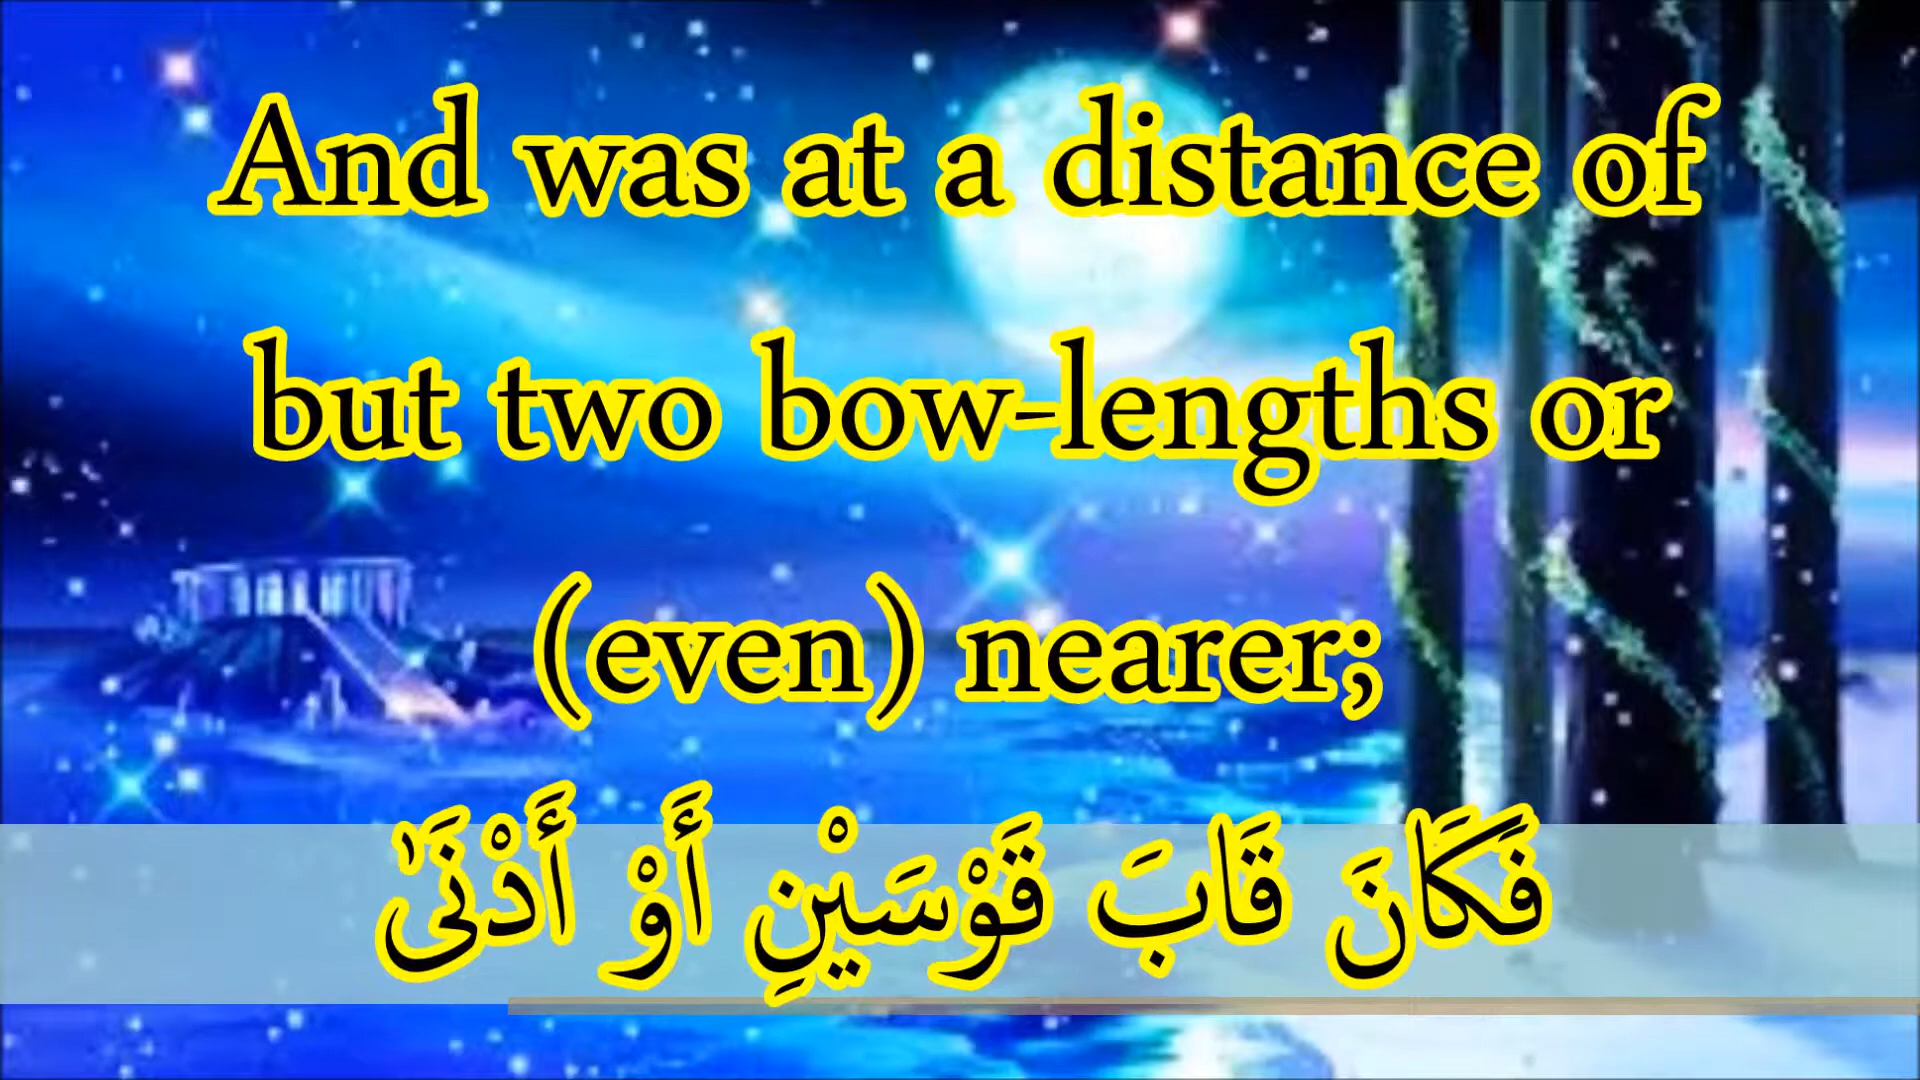 And was at a distance of
but two bow-lengths or
(even) nearer;
فَكَانَ قَابَ قَوْسَيْنِ أَوْ أَدْنَىٰ